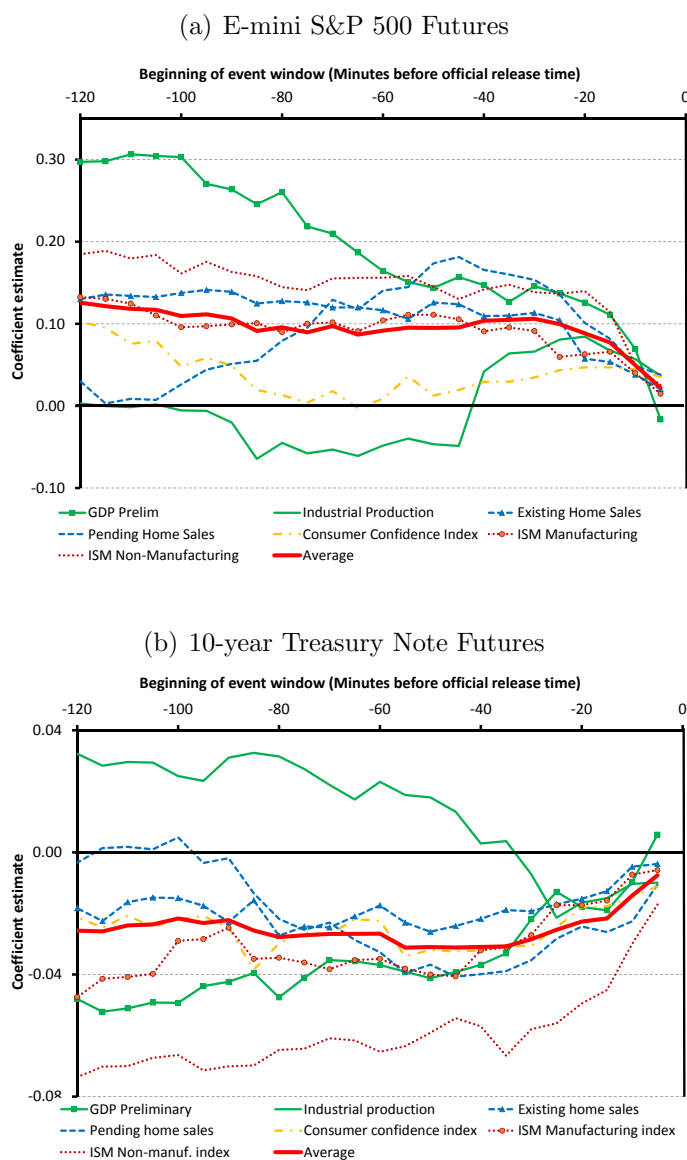 (a) E-mini S&P 500 Futures
Beginning of event window (Minutes before official release time)
-120 -100 -80 -60 -40 -20 0
0.30
0.20
0.10
0.00
-0.10
Coefficient estimate
GDP Prelim Industrial Production Existing Home Sales
Pending Home Sales Consumer Confidence Index ISM Manufacturing
ISM Non-Manufacturing Average
(b) 10-year Treasury Note Futures
Beginning of event window (Minutes before official release time)
-120 -100 -80 -60 -40 -20 0
0.04
0.00
-0.04
-0.08
Coefficient estimate
GDP Preliminary Industrial production Existing home sales
Pending home sales Consumer confidence index ISM Manufacturing index
ISM Non-manuf. index Average